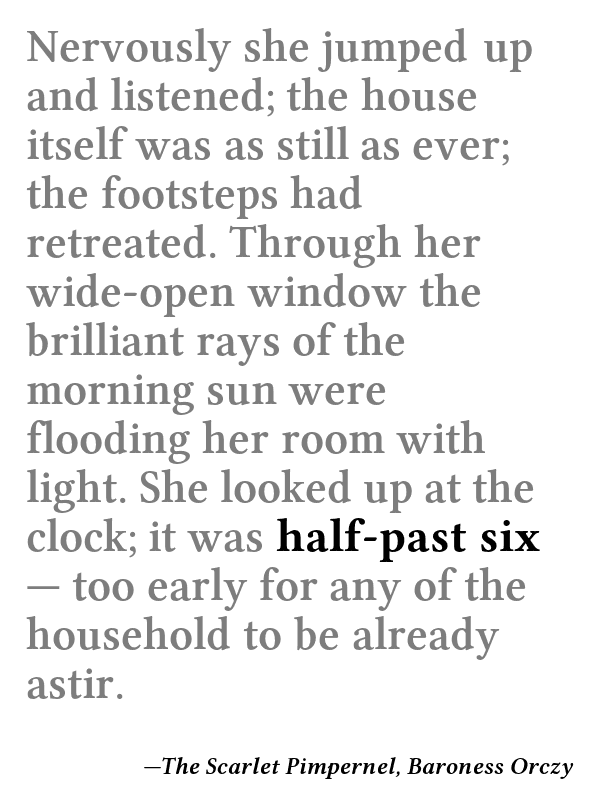 Nervously she jumped up
and listened; the house
itself was as still as ever;
the footsteps had
retreated. Through her
wide-open window the
brilliant rays of the
morning sun were
flooding her room with
light. She looked up at the
clock; it was half-past six
— too early for any of the
household to be already
astir.
—The Scarlet Pimpernel, Baroness Orczy